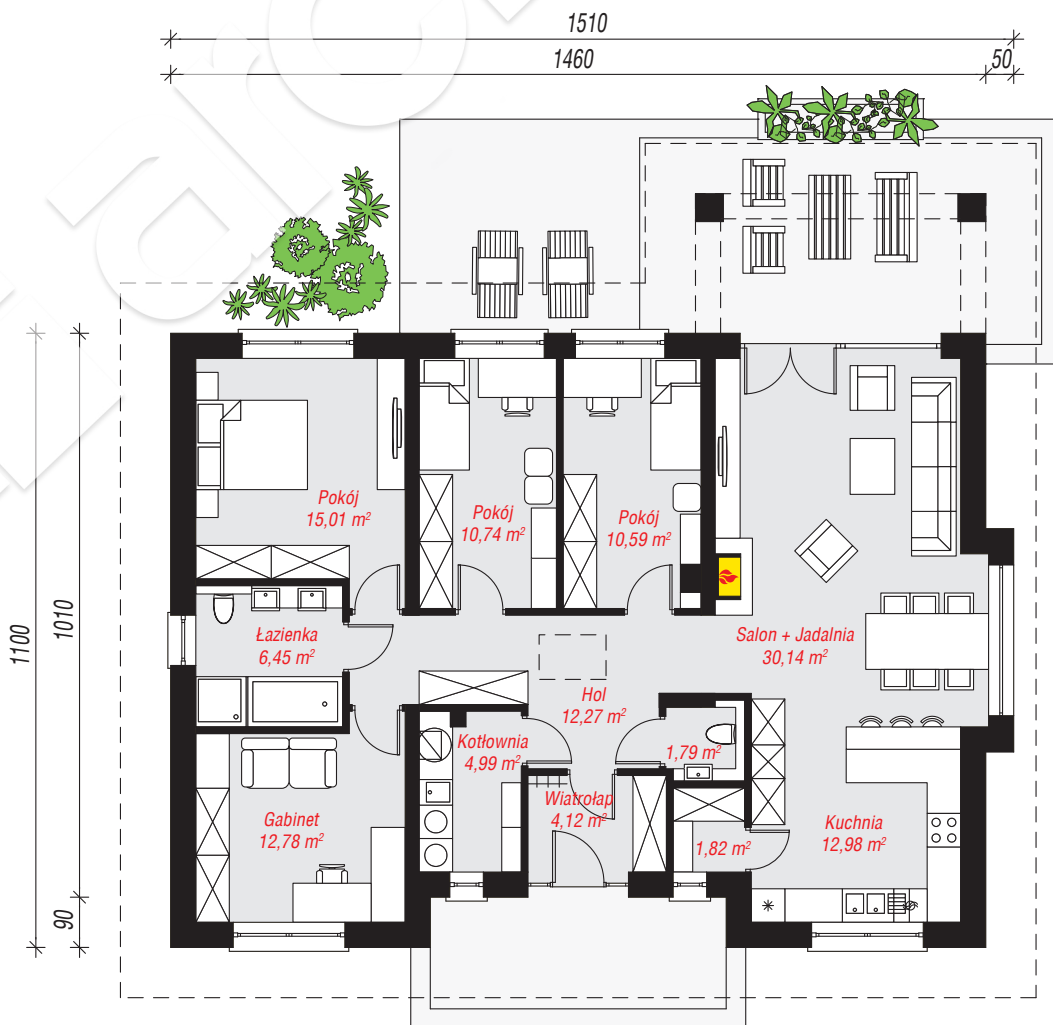 1510
1460
50
1100
1010
90
Pokój
15,01 m²
Pokój
10,74 m²
Pokój
10,59 m²
Łazienka
6,45 m²
Salon + Jadalnia
30,14 m²
Hol
12,27 m²
Kotłownia
4,99 m²
1,79 m²
Wiatrołap
4,12 m²
Gabinet
12,78 m²
1,82 m²
Kuchnia
12,98 m²